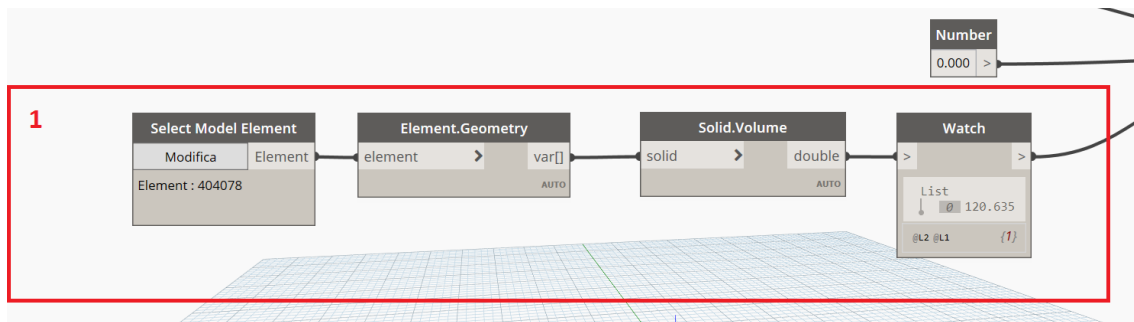 Number
0.000 >
1
Select Model Element
Modifica Element
Element : 404078
Element.Geometry
element > var[]
AUTO
Solid.Volume
solid > double
AUTO
Watch
> >
List
0 120.635
@L2 @L1 {1}